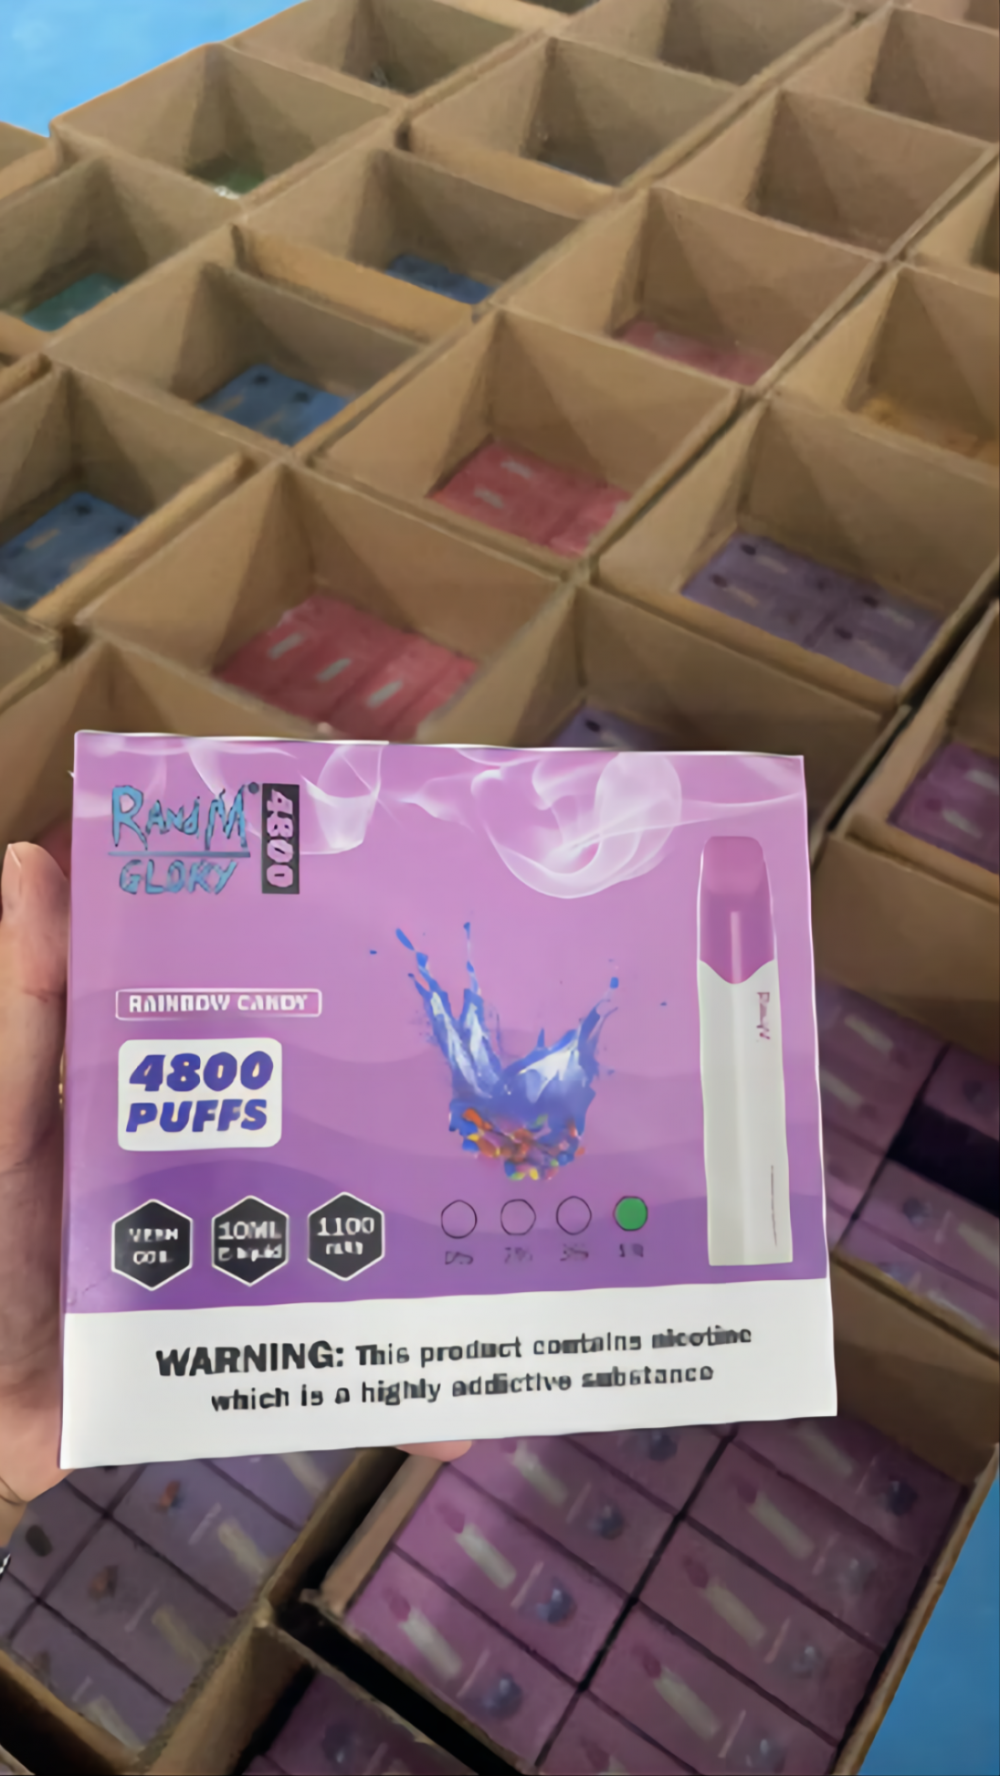 RandM
4800
GLORY
RAINBOW CANDY
4800
PUFFS
10ML
1100
WARNING: This product contains nicotine
which is a highly addictive substance